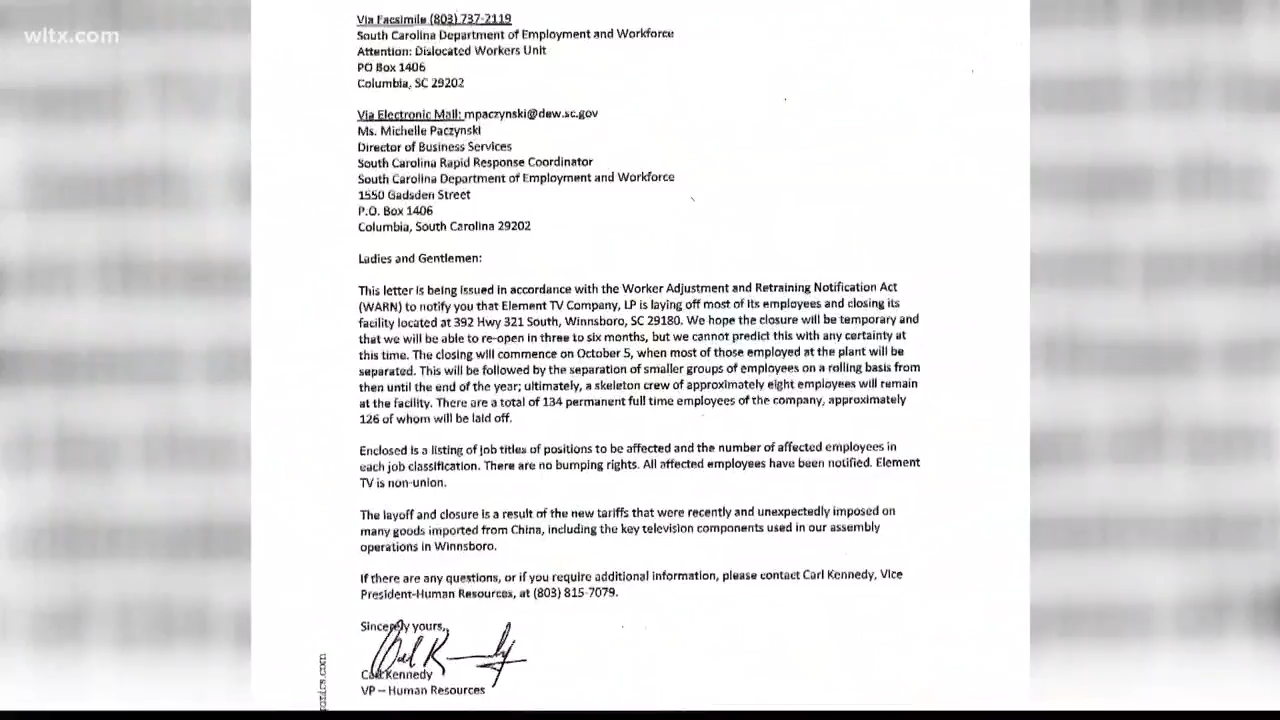 wltx.com
Via Facsimile (803) 737-2119
South Carolina Department of Employment and Workforce
Attention: Dislocated Workers Unit
PO Box 1406
Columbia, SC 29202
Via Electronic Mail: mpaczynski@dew.sc.gov
Ms. Michelle Paczynski
Director of Business Services
South Carolina Rapid Response Coordinator
South Carolina Department of Employment and Workforce
1550 Gadsden Street
P.O. Box 1406
Columbia, South Carolina 29202
Ladies and Gentlemen:
This letter is being issued in accordance with the Worker Adjustment and Retraining Notification Act
(WARN) to notify you that Element TV Company, LP is laying off most of its employees and closing its
facility located at 392 Hwy 321 South, Winnsboro, SC 29180. We hope the closure will be temporary and
that we will be able to re-open in three to six months, but we cannot predict this with any certainty at
this time. The closing will commence on October 5, when most of those employed at the plant will be
separated. This will be followed by the separation of smaller groups of employees on a rolling basis from
then until the end of the year; ultimately, a skeleton crew of approximately eight employees will remain
at the facility. There are a total of 134 permanent full time employees of the company, approximately
126 of whom will be laid off.
Enclosed is a listing of job titles of positions to be affected and the number of affected employees in
each job classification. There are no bumping rights. All affected employees have been notified. Element
TV is non-union.
The layoff and closure is a result of the new tariffs that were recently and unexpectedly imposed on
many goods imported from China, including the key television components used in our assembly
operations in Winnsboro.
If there are any questions, or if you require additional information, please contact Carl Kennedy, Vice
President-Human Resources, at (803) 815-7079.
Sincerely yours,
Carl Kennedy
VP – Human Resources